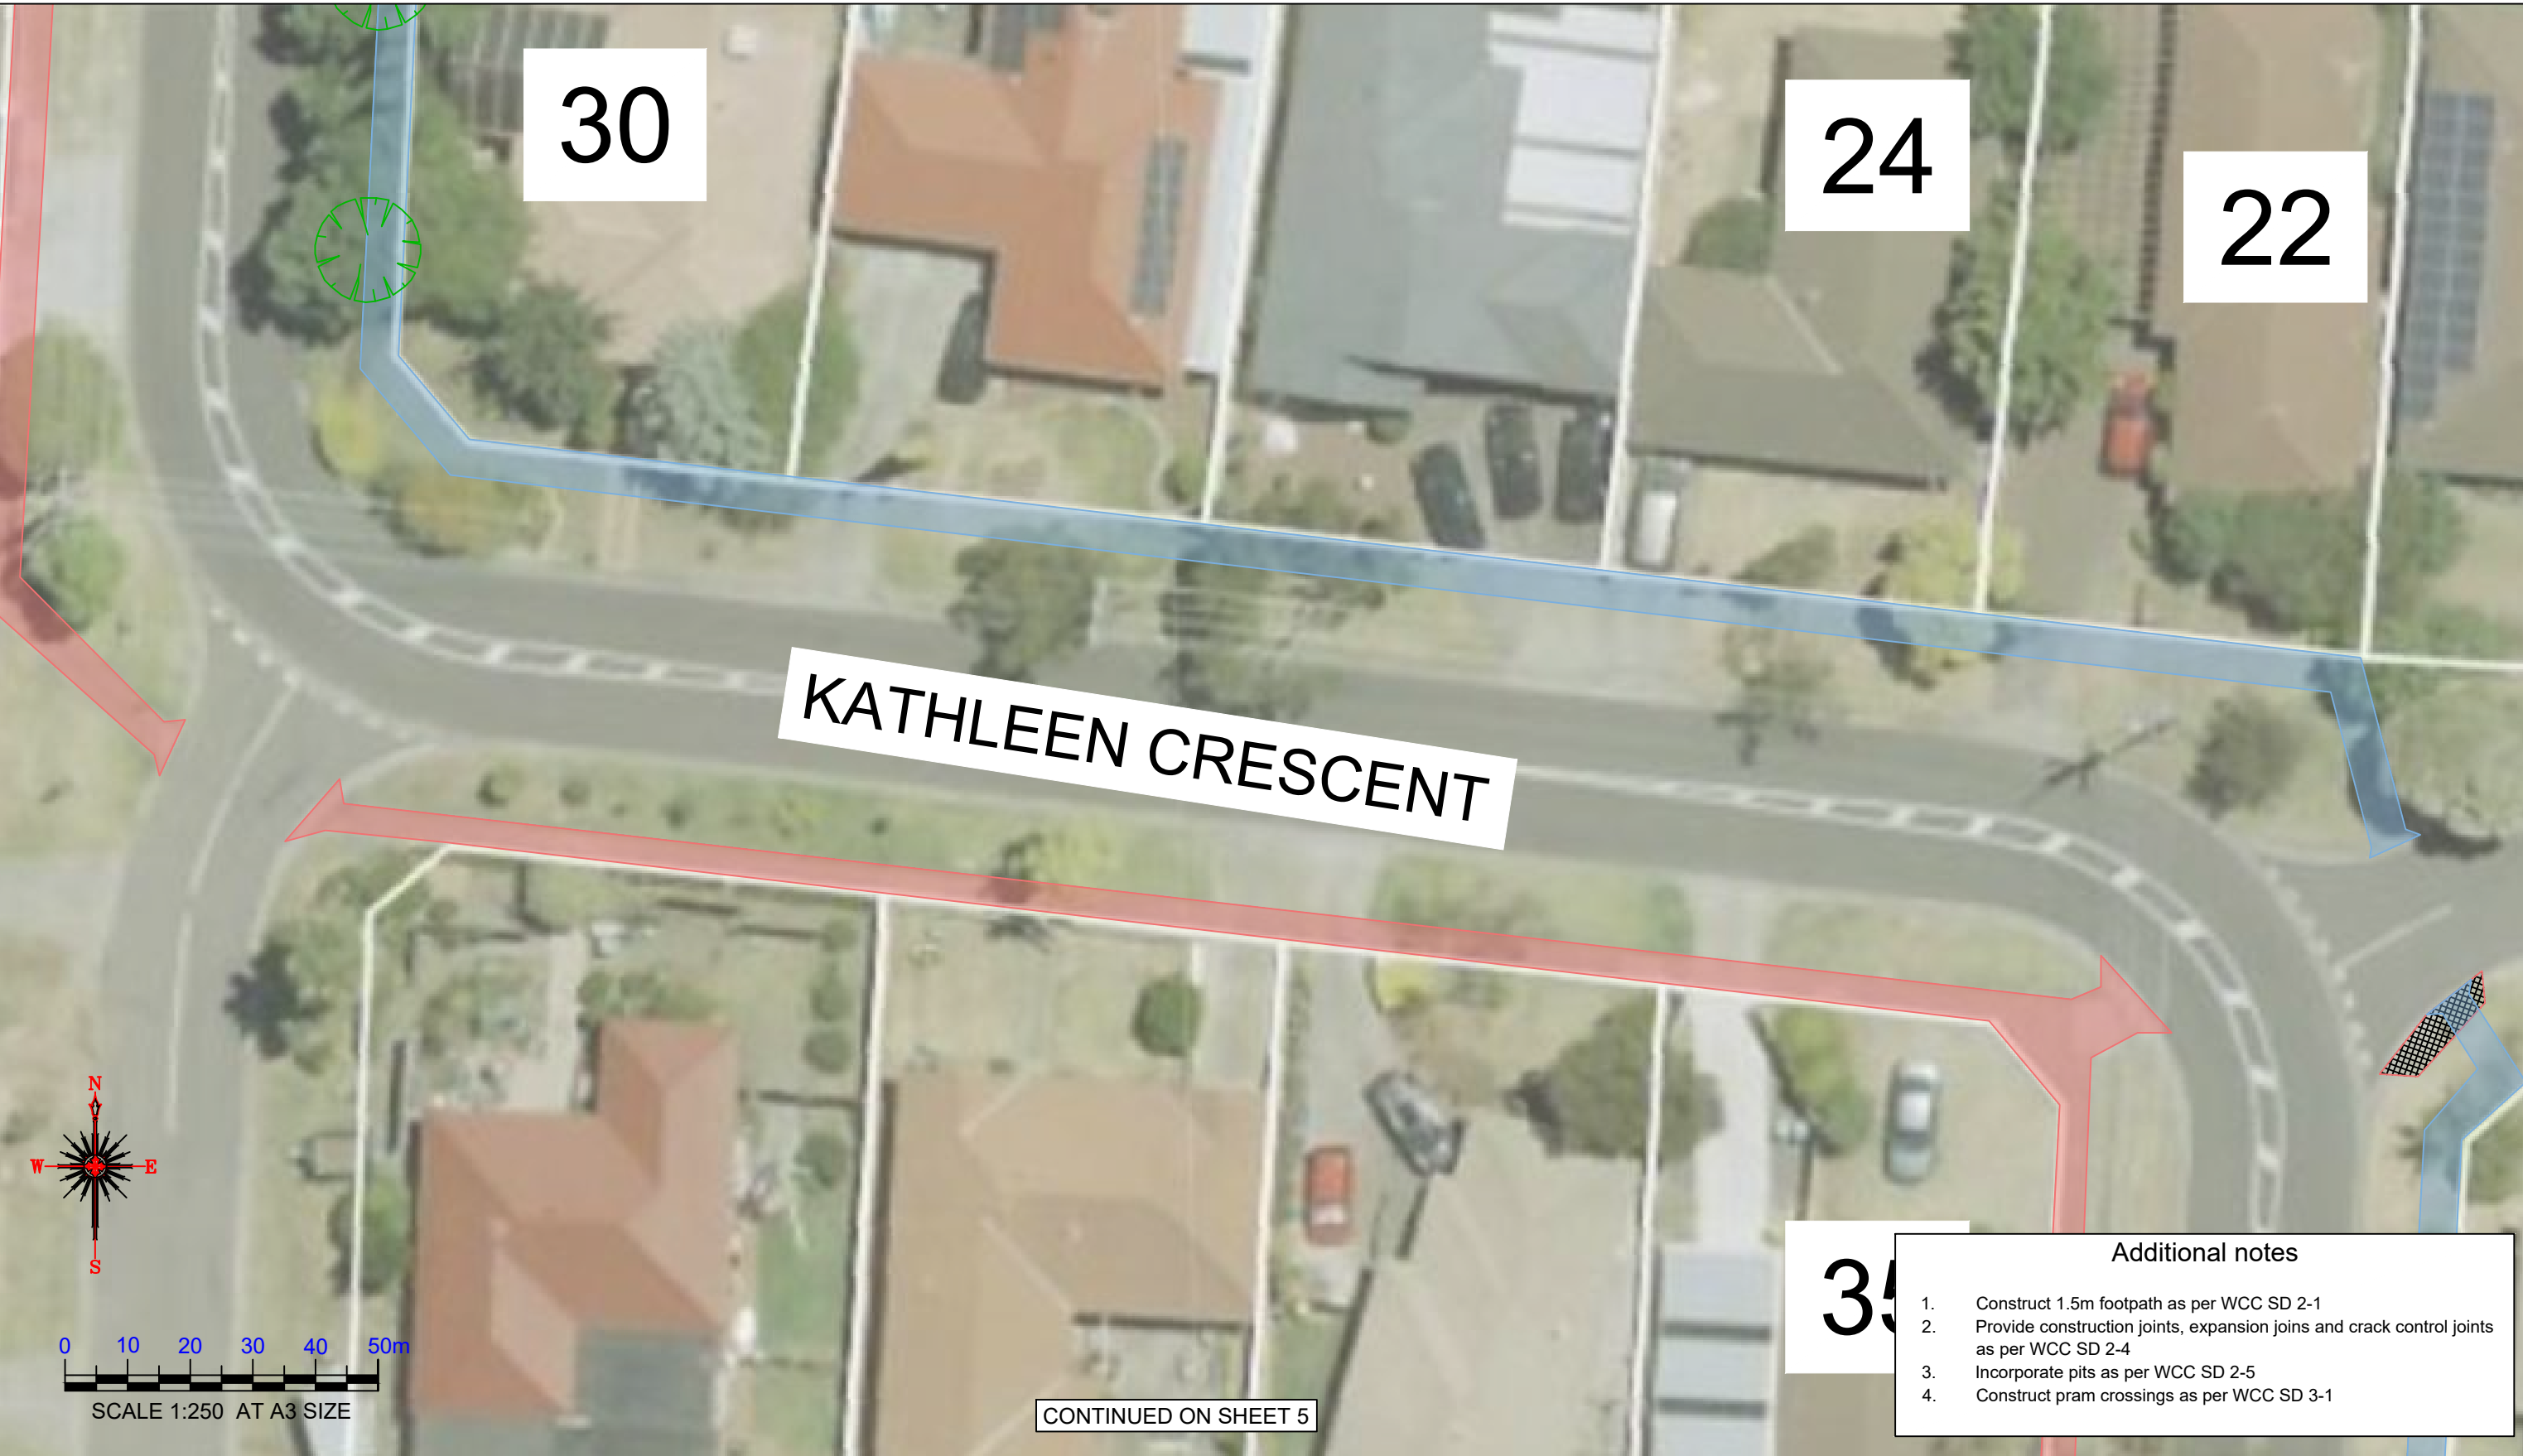 30
24
22
KATHLEEN CRESCENT
N
W E
S
0 10 20 30 40 50m
SCALE 1:250 AT A3 SIZE
CONTINUED ON SHEET 5
35
Additional notes
1. Construct 1.5m footpath as per WCC SD 2-1
2. Provide construction joints, expansion joins and crack control joints
as per WCC SD 2-4
3. Incorporate pits as per WCC SD 2-5
4. Construct pram crossings as per WCC SD 3-1